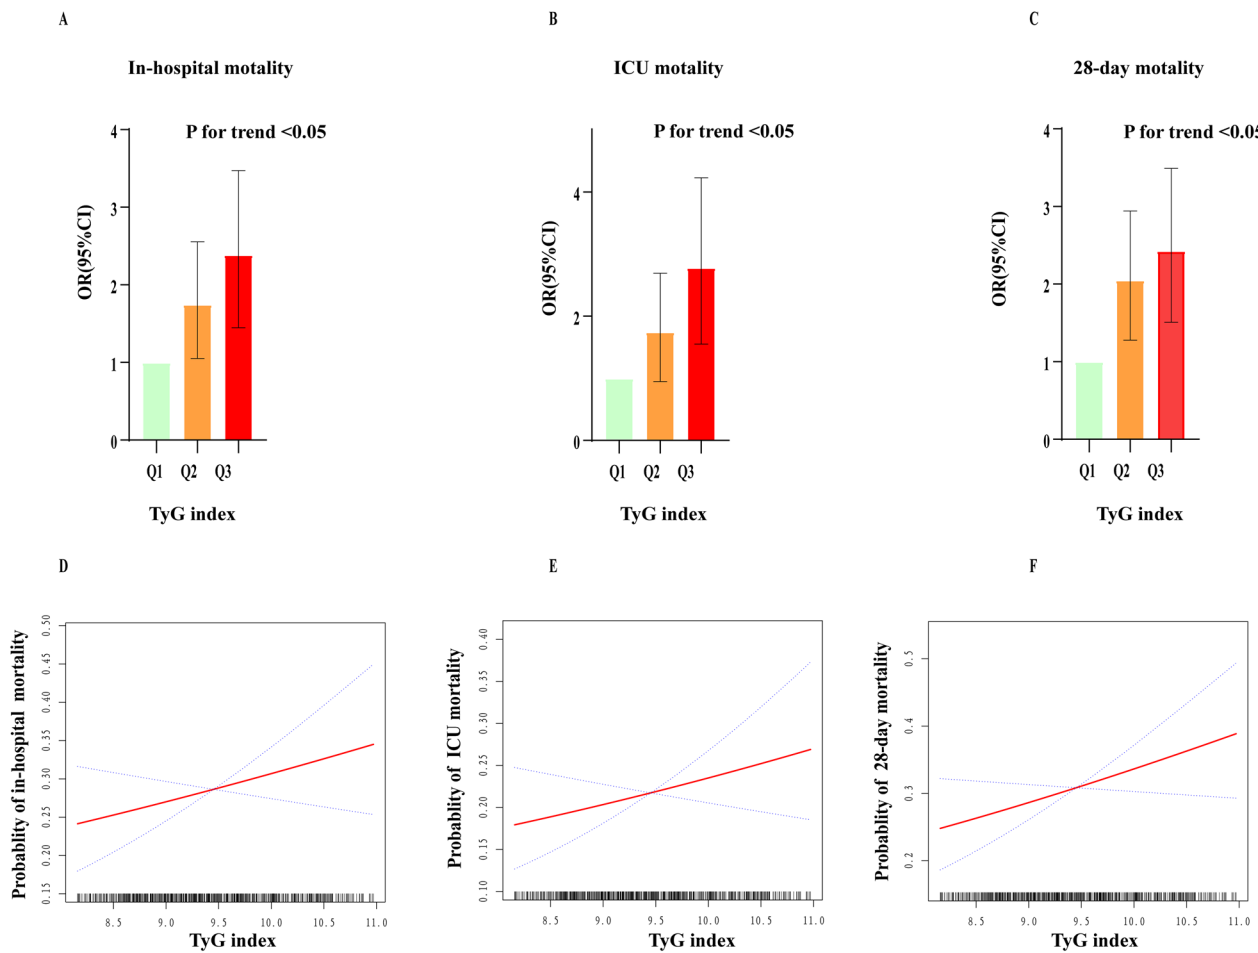 A
B
C
In-hospital motality
ICU motality
28-day motality
P for trend <0.05
P for trend <0.05
P for trend <0.05
OR(95%CI)
4
3
2
1
0
Q1 Q2 Q3
TyG index
OR(95%CI)
4
2
0
Q1 Q2 Q3
TyG index
OR(95%CI)
4
3
2
1
0
Q1 Q2 Q3
TyG index
D
E
F
Probablity of in-hospital mortality
0.50
0.45
0.40
0.35
0.30
0.25
0.20
0.15
8.5 9.0 9.5 10.0 10.5 11.0
TyG index
Probablity of ICU mortality
0.40
0.35
0.30
0.25
0.20
0.15
0.10
8.5 9.0 9.5 10.0 10.5 11.0
TyG index
Probablity of 28-day mortality
0.5
0.4
0.3
0.2
8.5 9.0 9.5 10.0 10.5 11.0
TyG index